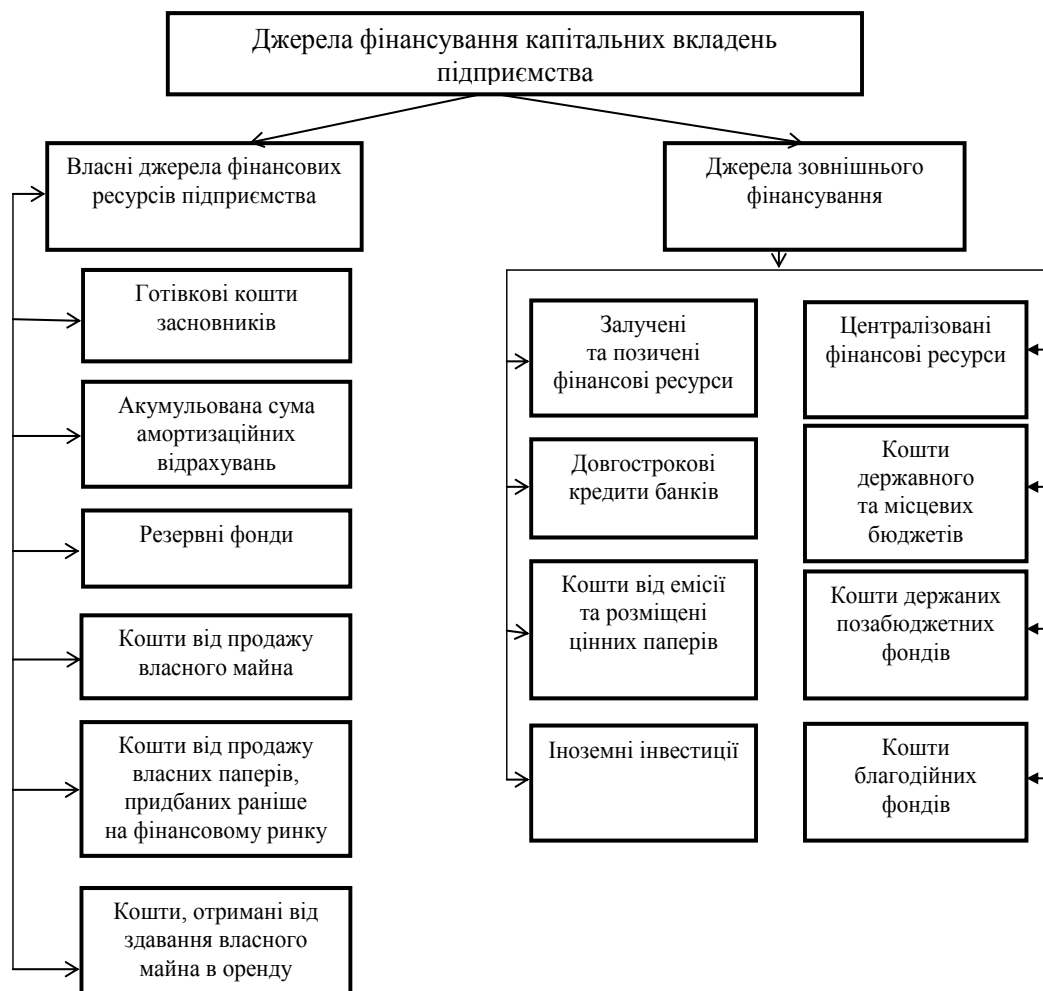 Джерела фінансування капітальних вкладень
підприємства
Власні джерела фінансових
ресурсів підприємства
Готівкові кошти
засновників
Акумульована сума
амортизаційних
відрахувань
Резервні фонди
Кошти від продажу
власного майна
Кошти від продажу
власних паперів,
придбаних раніше
на фінансовому ринку
Кошти, отримані від
здавання власного
майна в оренду
Джерела зовнішнього
фінансування
Залучені
та позичені
фінансові ресурси
Довгострокові
кредити банків
Кошти від емісії
та розміщені
цінних паперів
Іноземні інвестиції
Централізовані
фінансові ресурси
Кошти
державного
та місцевих
бюджетів
Кошти держаних
позабюджетних
фондів
Кошти
благодійних
фондів